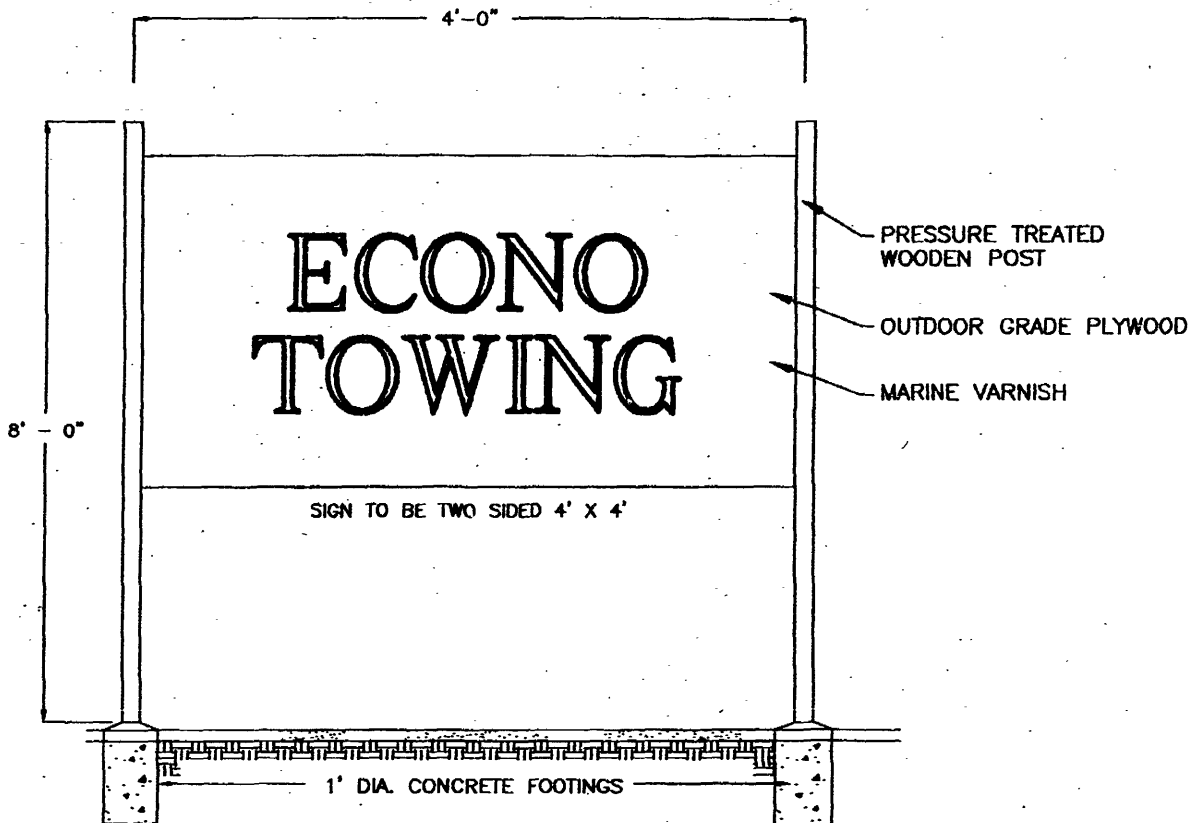 4'-0"
ECONO
TOWING
PRESSURE TREATED
WOODEN POST
OUTDOOR GRADE PLYWOOD
MARINE VARNISH
8' - 0"
SIGN TO BE TWO SIDED 4' X 4'
1' DIA. CONCRETE FOOTINGS